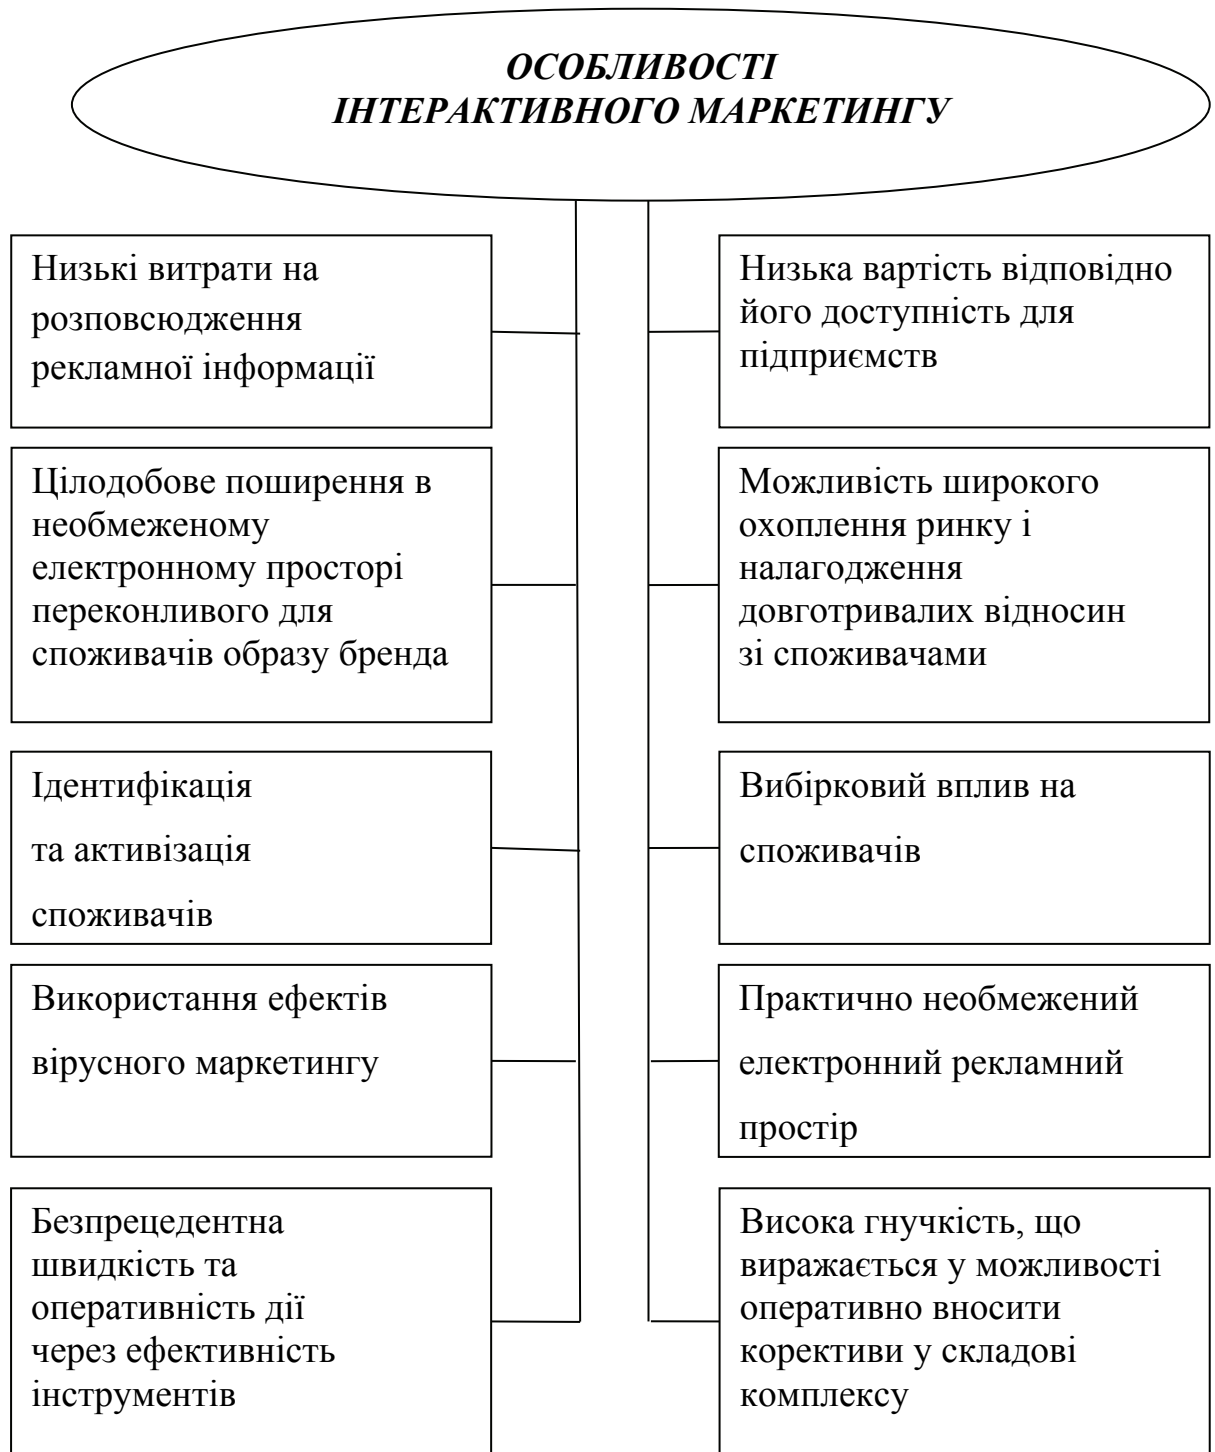 ОСОБЛИВОСТІ
ІНТЕРАКТИВНОГО МАРКЕТИНГУ
Низькі витрати на
розповсюдження
рекламної інформації
Низька вартість відповідно
його доступність для
підприємств
Цілодобове поширення в
необмеженому
електронному просторі
переконливого для
споживачів образу бренда
Можливість широкого
охоплення ринку і
налагодження
довготривалих відносин
зі споживачами
Ідентифікація
та активізація
споживачів
Вибірковий вплив на
споживачів
Використання ефектів
вірусного маркетингу
Практично необмежений
електронний рекламний
простір
Безпрецедентна
швидкість та
оперативність дії
через ефективність
інструментів
Висока гнучкість, що
виражається у можливості
оперативно вносити
корективи у складові
комплексу